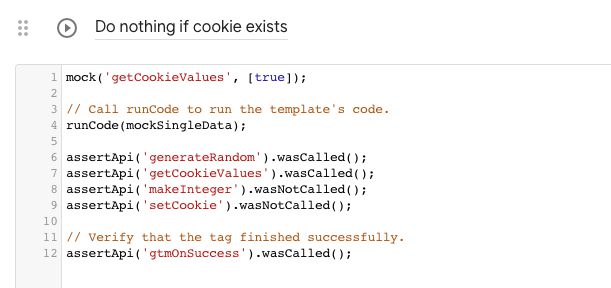 Do nothing if cookie exists
1 mock('getCookieValues', [true]);
2
3 // Call runCode to run the template's code.
4 runCode(mockSingleData);
5
6 assertApi('generateRandom').wasCalled();
7 assertApi('getCookieValues').wasCalled();
8 assertApi('makeInteger').wasNotCalled();
9 assertApi('setCookie').wasNotCalled();
10
11 // Verify that the tag finished successfully.
12 assertApi('gtmOnSuccess').wasCalled();